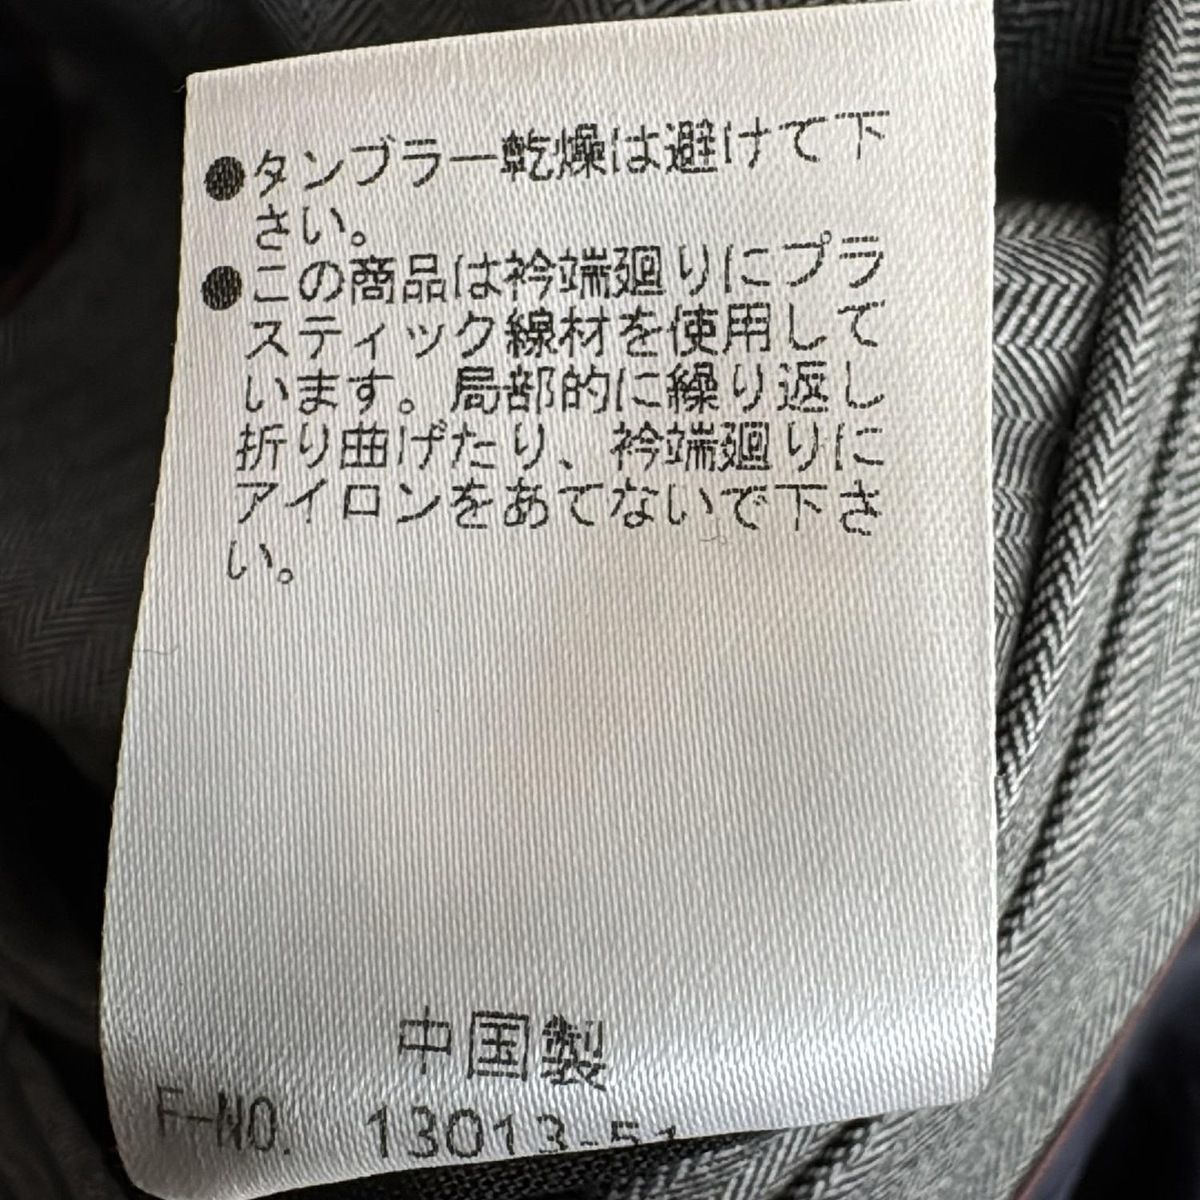 ●タンブラー乾燥は避けて下
さい。
●この商品は衿端廻りにプラ
スティック線材を使用して
います。局部的に繰り返し
折り曲げたり、衿端廻りに
アイロンをあてないで下さ
い。
中国製
F-NO. 13013-51